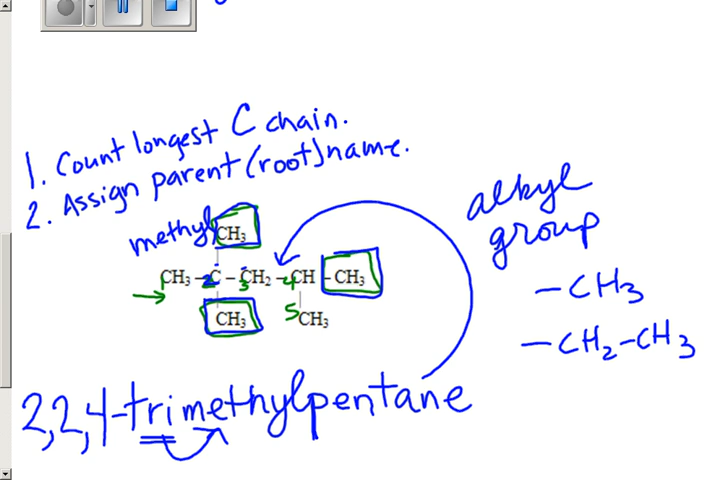 1. Count longest C chain.
2. Assign parent (root) name.
alkyl
group
methyl CH₃
CH₃ – C – CH₂ – CH – CH₃
1 2 3 4
CH₃ 5 CH₃
– CH₃
– CH₂ – CH₃
2,2,4-trimethylpentane